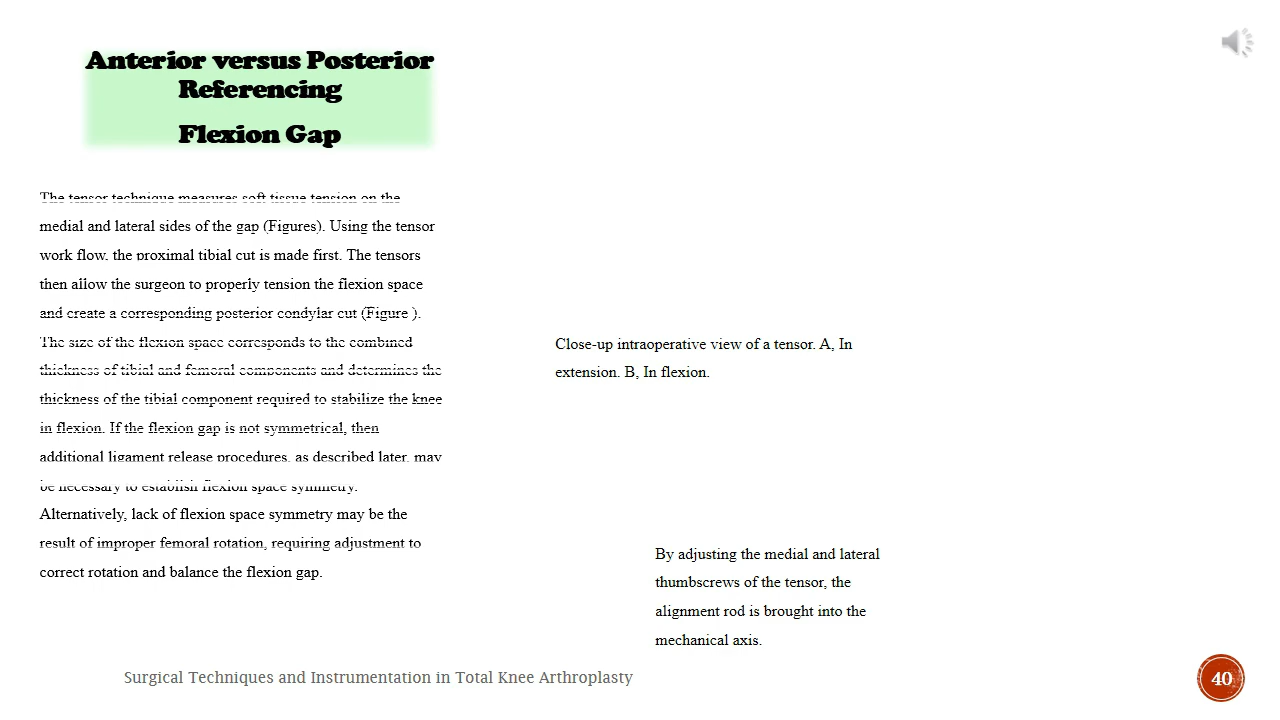 Anterior versus Posterior
Referencing
Flexion Gap
The tensor technique measures soft tissue tension on the
medial and lateral sides of the gap (Figures). Using the tensor
work flow, the proximal tibial cut is made first. The tensors
then allow the surgeon to properly tension the flexion space
and create a corresponding posterior condylar cut (Figure ).
The size of the flexion space corresponds to the combined
thickness of tibial and femoral components and determines the
thickness of the tibial component required to stabilize the knee
in flexion. If the flexion gap is not symmetrical, then
additional ligament release procedures, as described later, may
be necessary to establish flexion space symmetry.
Alternatively, lack of flexion space symmetry may be the
result of improper femoral rotation, requiring adjustment to
correct rotation and balance the flexion gap.
Close-up intraoperative view of a tensor. A, In
extension. B, In flexion.
By adjusting the medial and lateral
thumbscrews of the tensor, the
alignment rod is brought into the
mechanical axis.
Surgical Techniques and Instrumentation in Total Knee Arthroplasty
40